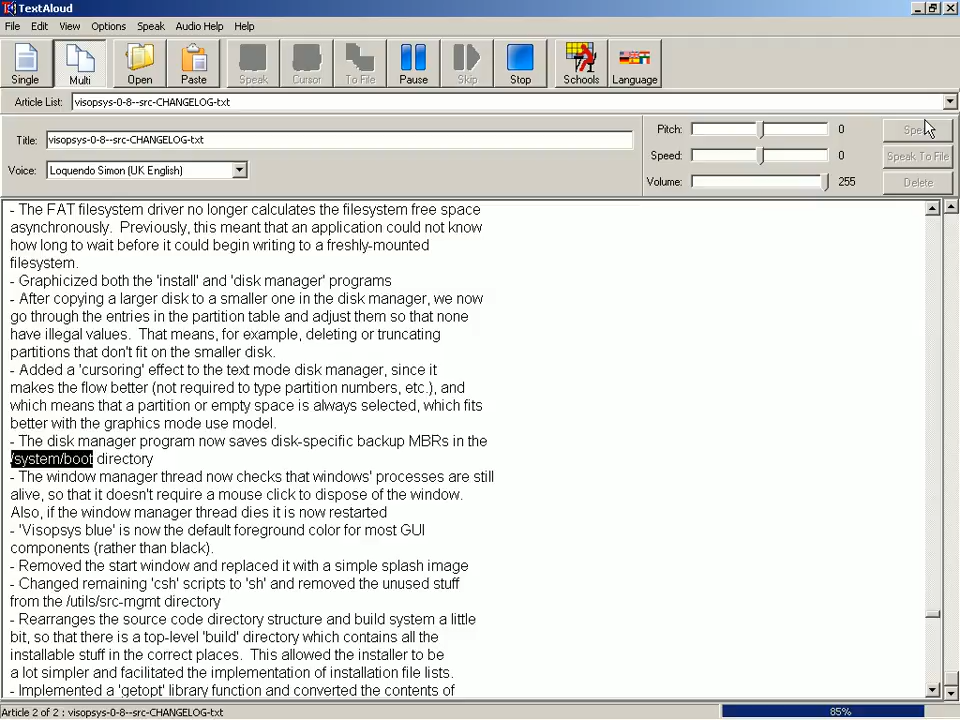 TextAloud
File Edit View Options Speak Audio Help Help
Single Multi Open Paste Speak Cursor To File Pause Skip Stop Schools Language
Article List: visopsys-0-8--src-CHANGELOG-txt
Title: visopsys-0-8--src-CHANGELOG-txt
Voice: Loquendo Simon (UK English)
Pitch: 0
Speed: 0
Volume: 255
Speak
Speak To File
Delete
- The FAT filesystem driver no longer calculates the filesystem free space
asynchronously.  Previously, this meant that an application could not know
how long to wait before it could begin writing to a freshly-mounted
filesystem.
- Graphicized both the 'install' and 'disk manager' programs
- After copying a larger disk to a smaller one in the disk manager, we now
go through the entries in the partition table and adjust them so that none
have illegal values.  That means, for example, deleting or truncating
partitions that don't fit on the smaller disk.
- Added a 'cursoring' effect to the text mode disk manager, since it
makes the flow better (not required to type partition numbers, etc.), and
which means that a partition or empty space is always selected, which fits
better with the graphics mode use model.
- The disk manager program now saves disk-specific backup MBRs in the
/system/boot directory
- The window manager thread now checks that windows' processes are still
alive, so that it doesn't require a mouse click to dispose of the window.
Also, if the window manager thread dies it is now restarted
- 'Visopsys blue' is now the default foreground color for most GUI
components (rather than black).
- Removed the start window and replaced it with a simple splash image
- Changed remaining 'csh' scripts to 'sh' and removed the unused stuff
from the /utils/src-mgmt directory
- Rearranges the source code directory structure and build system a little
bit, so that there is a top-level 'build' directory which contains all the
installable stuff in the correct places.  This allowed the installer to be
a lot simpler and facilitated the implementation of installation file lists.
- Implemented a 'getopt' library function and converted the contents of
Article 2 of 2 : visopsys-0-8--src-CHANGELOG-txt
85%